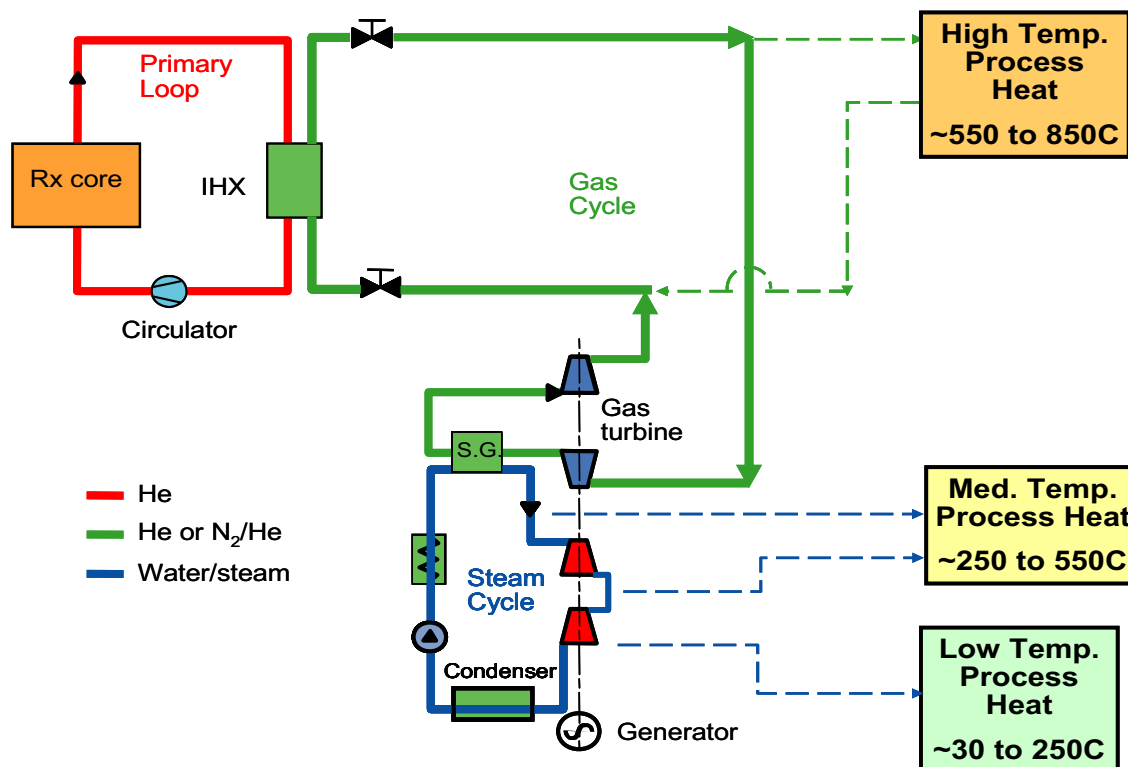 Primary
Loop
Rx core
IHX
Circulator
Gas
Cycle
High Temp.
Process
Heat
~550 to 850C
Gas
turbine
S.G.
He
He or N₂/He
Water/steam
Steam
Cycle
Condenser
Generator
Med. Temp.
Process Heat
~250 to 550C
Low Temp.
Process
Heat
~30 to 250C